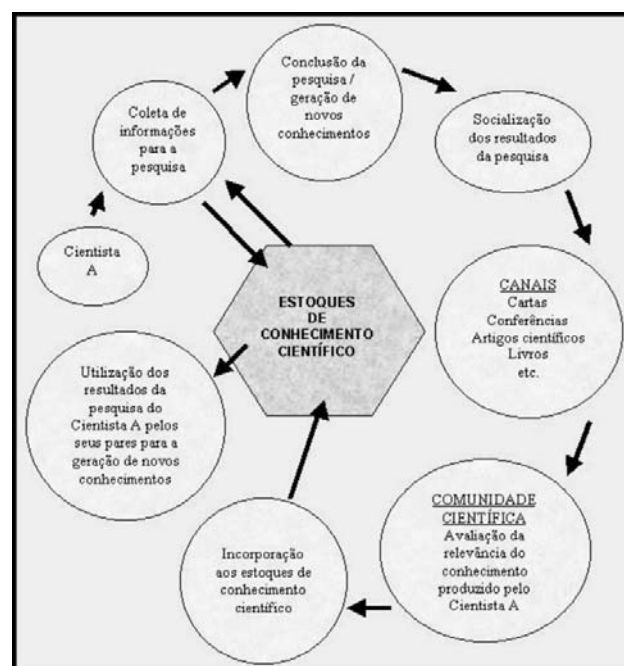 Cientista
A
Coleta de
informações
para a
pesquisa
Conclusão da
pesquisa /
geração de
novos
conhecimentos
Socialização
dos resultados
da pesquisa
CANAIS
Cartas
Conferências
Artigos científicos
Livros
etc.
COMUNIDADE
CIENTÍFICA
Avaliação da
relevância do
conhecimento
produzido pelo
Cientista A
Incorporação
aos estoques de
conhecimento
científico
ESTOQUES
DE
CONHECIMENTO
CIENTÍFICO
Utilização dos
resultados da
pesquisa do
Cientista A pelos
seus pares para a
geração de novos
conhecimentos